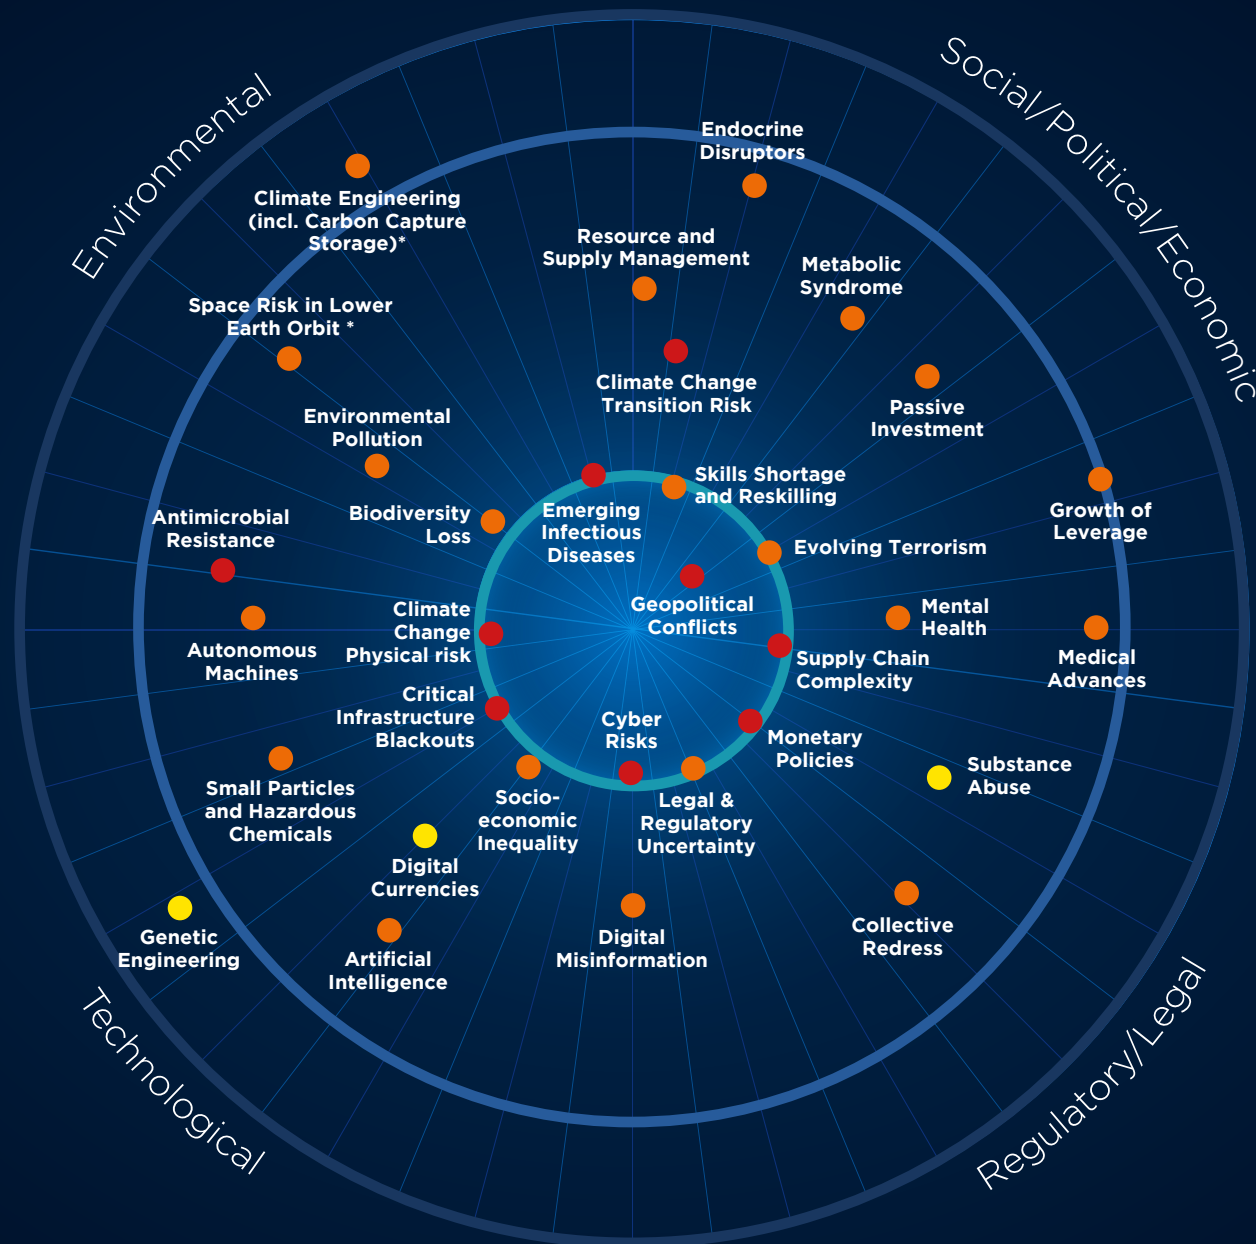 Environmental
Social/Political/Economic
Endocrine
Disruptors
Climate Engineering
(incl. Carbon Capture
Storage)*
Resource and
Supply Management
Metabolic
Syndrome
Space Risk in Lower
Earth Orbit *
Climate Change
Transition Risk
Passive
Investment
Environmental
Pollution
Skills Shortage
and Reskilling
Biodiversity
Loss
Emerging
Infectious
Diseases
Growth of
Leverage
Antimicrobial
Resistance
Evolving Terrorism
Geopolitical
Conflicts
Mental
Health
Climate
Change
Physical risk
Autonomous
Machines
Supply Chain
Complexity
Medical
Advances
Critical
Infrastructure
Blackouts
Cyber
Risks
Monetary
Policies
Substance
Abuse
Small Particles
and Hazardous
Chemicals
Socio-
economic
Inequality
Legal &
Regulatory
Uncertainty
Digital
Currencies
Genetic
Engineering
Artificial
Intelligence
Digital
Misinformation
Collective
Redress
Technological
Regulatory/Legal